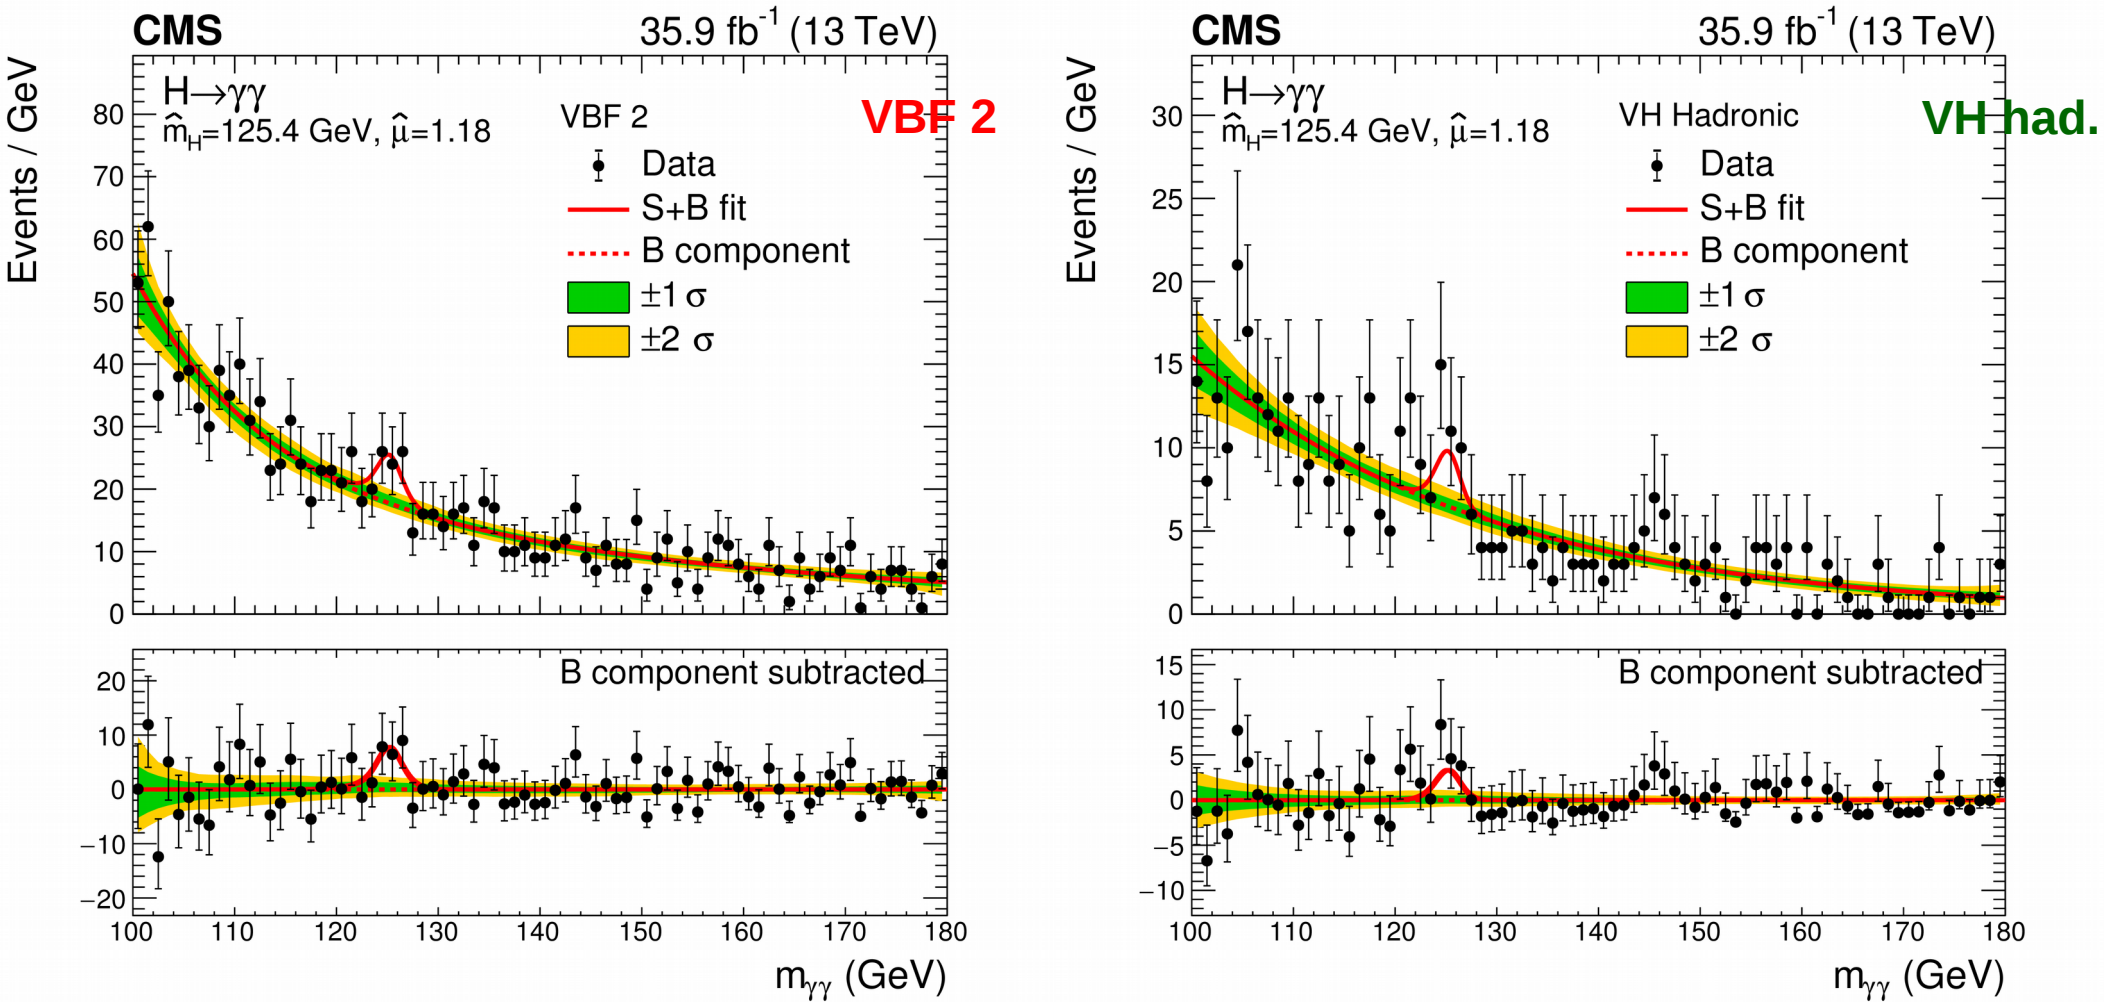 CMS 35.9 fb⁻¹ (13 TeV)
Events / GeV
H→γγ
m̂H=125.4 GeV, μ̂=1.18
VBF 2
VBF 2
Data
S+B fit
B component
±1 σ
±2 σ
80
70
60
50
40
30
20
10
0
B component subtracted
20
10
0
−10
−20
100 110 120 130 140 150 160 170 180
mγγ (GeV)
CMS 35.9 fb⁻¹ (13 TeV)
Events / GeV
H→γγ
m̂H=125.4 GeV, μ̂=1.18
VH Hadronic
VH had.
Data
S+B fit
B component
±1 σ
±2 σ
30
25
20
15
10
5
0
B component subtracted
15
10
5
0
−5
−10
100 110 120 130 140 150 160 170 180
mγγ (GeV)